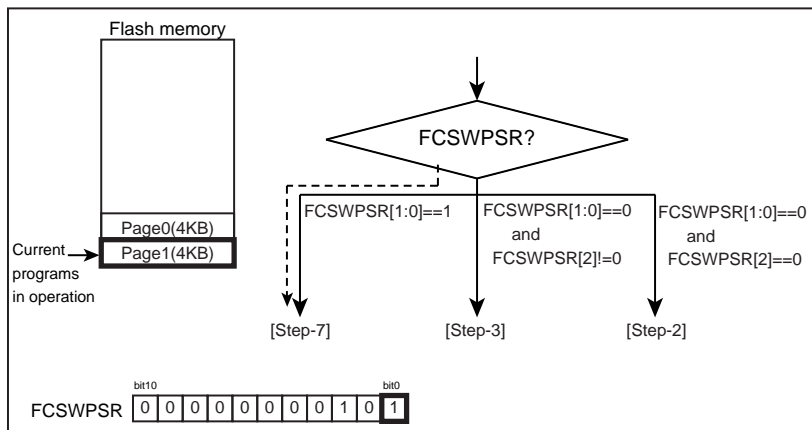 Flash memory
Page0(4KB)
Page1(4KB)
Current
programs
in operation
FCSWPSR?
FCSWPSR[1:0]==1
FCSWPSR[1:0]==0
and
FCSWPSR[2]!=0
FCSWPSR[1:0]==0
and
FCSWPSR[2]==0
[Step-7]
[Step-3]
[Step-2]
bit10
bit0
FCSWPSR 0 0 0 0 0 0 0 0 1 0 1